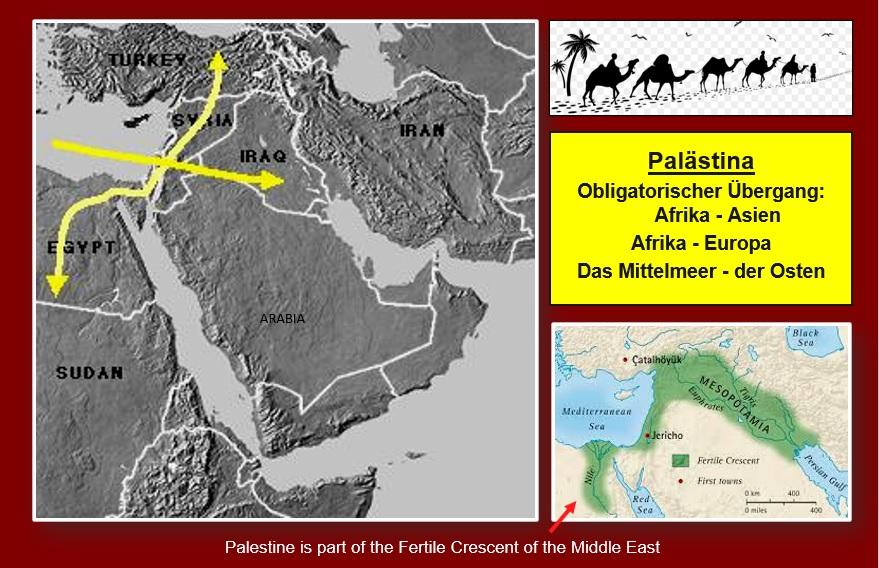 TURKEY
SYRIA
IRAQ
IRAN
EGYPT
ARABIA
SUDAN
Palästina
Obligatorischer Übergang:
Afrika - Asien
Afrika - Europa
Das Mittelmeer - der Osten
Black
Sea
Çatalhöyük
MESOPOTAMIA
Tigris
Euphrates
Mediterranean
Sea
Jericho
Fertile Crescent
First towns
Nile
Red
Sea
Persian Gulf
0 km 400
0 miles 400
Palestine is part of the Fertile Crescent of the Middle East